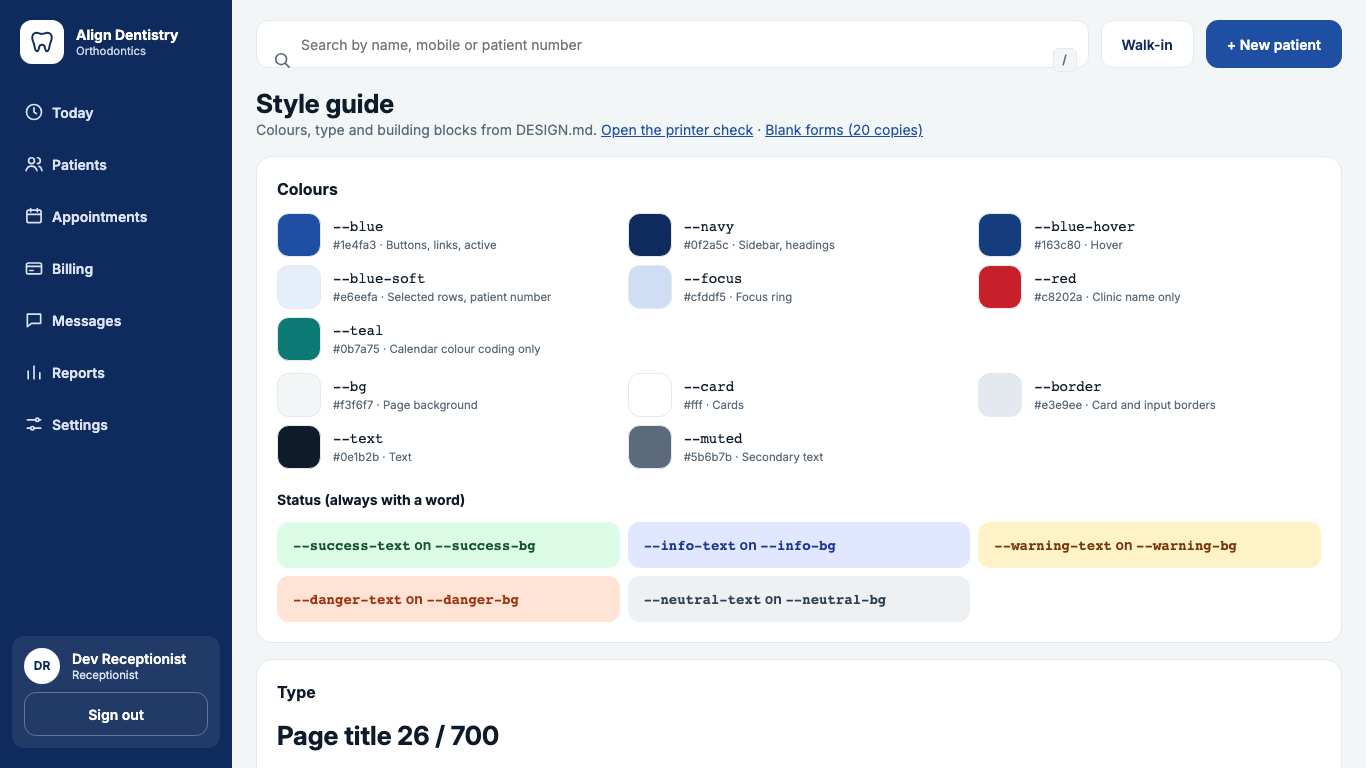 Align Dentistry
Orthodontics
Today
Patients
Appointments
Billing
Messages
Reports
Settings
DR
Dev Receptionist
Receptionist
Sign out
Search by name, mobile or patient number
/
Walk-in
+ New patient
Style guide
Colours, type and building blocks from DESIGN.md. Open the printer check · Blank forms (20 copies)
Colours
--blue
#1e4fa3 · Buttons, links, active
--navy
#0f2a5c · Sidebar, headings
--blue-hover
#163c80 · Hover
--blue-soft
#e6eefa · Selected rows, patient number
--focus
#cfddf5 · Focus ring
--red
#c8202a · Clinic name only
--teal
#0b7a75 · Calendar colour coding only
--bg
#f3f6f7 · Page background
--card
#fff · Cards
--border
#e3e9ee · Card and input borders
--text
#0e1b2b · Text
--muted
#5b6b7b · Secondary text
Status (always with a word)
--success-text on --success-bg
--info-text on --info-bg
--warning-text on --warning-bg
--danger-text on --danger-bg
--neutral-text on --neutral-bg
Type
Page title 26 / 700